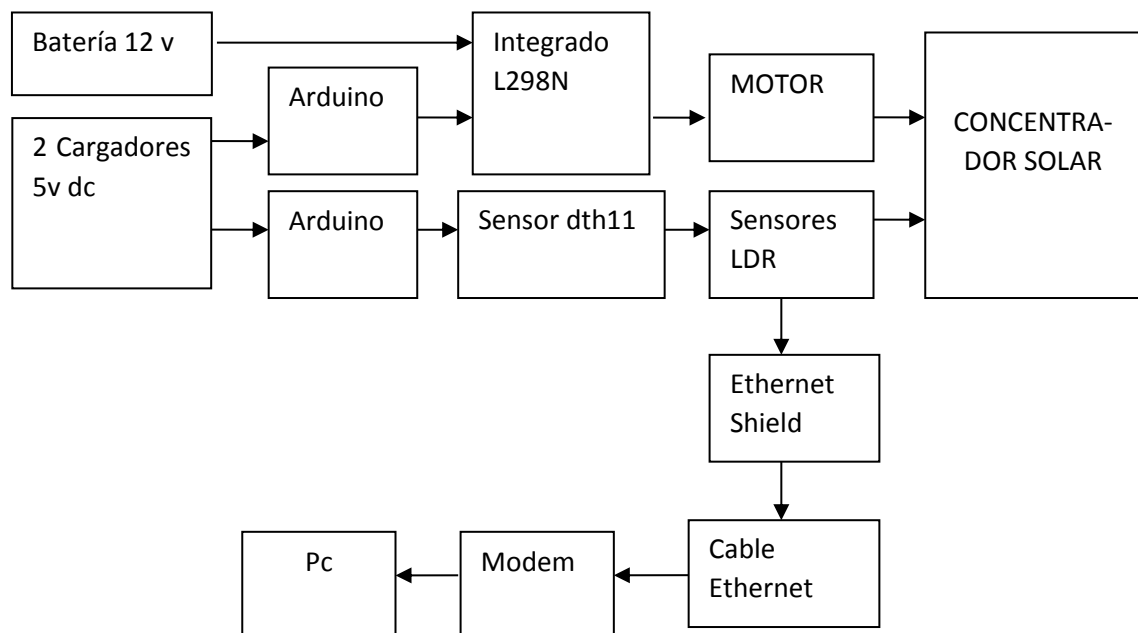 Batería 12 v
Integrado
L298N
Arduino
MOTOR
CONCENTRA-
DOR SOLAR
2 Cargadores
5v dc
Arduino
Sensor dth11
Sensores
LDR
Ethernet
Shield
Cable
Ethernet
Modem
Pc